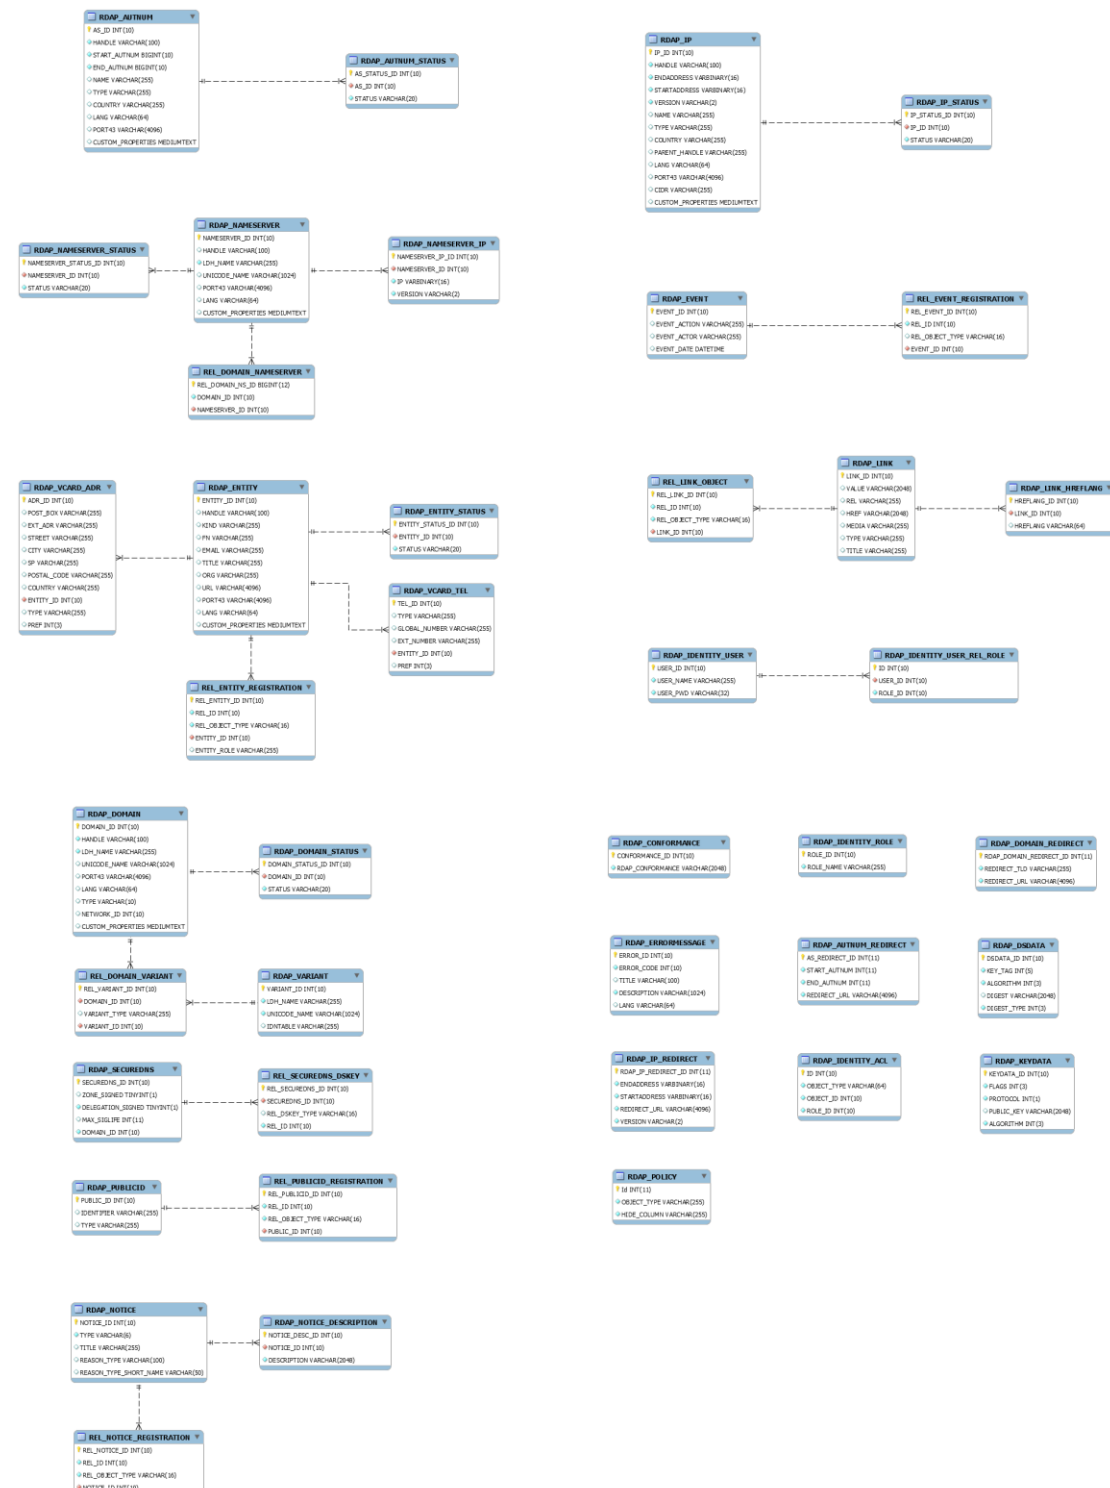 RDAP_AUTNUM
AS_ID INT(10)
HANDLE VARCHAR(100)
START_AUTNUM BIGINT(10)
END_AUTNUM BIGINT(10)
NAME VARCHAR(255)
TYPE VARCHAR(255)
COUNTRY VARCHAR(255)
LANG VARCHAR(64)
PORT43 VARCHAR(4096)
CUSTOM_PROPERTIES MEDIUMTEXT
RDAP_AUTNUM_STATUS
AS_STATUS_ID INT(10)
AS_ID INT(10)
STATUS VARCHAR(20)
RDAP_IP
IP_ID INT(10)
HANDLE VARCHAR(100)
ENDADDRESS VARBINARY(16)
STARTADDRESS VARBINARY(16)
VERSION VARCHAR(2)
NAME VARCHAR(255)
TYPE VARCHAR(255)
COUNTRY VARCHAR(255)
PARENT_HANDLE VARCHAR(255)
LANG VARCHAR(64)
PORT43 VARCHAR(4096)
CIDR VARCHAR(255)
CUSTOM_PROPERTIES MEDIUMTEXT
RDAP_IP_STATUS
IP_STATUS_ID INT(10)
IP_ID INT(10)
STATUS VARCHAR(20)
RDAP_NAMESERVER_STATUS
NAMESERVER_STATUS_ID INT(10)
NAMESERVER_ID INT(10)
STATUS VARCHAR(20)
RDAP_NAMESERVER
NAMESERVER_ID INT(10)
HANDLE VARCHAR(100)
LDH_NAME VARCHAR(255)
UNICODE_NAME VARCHAR(1024)
PORT43 VARCHAR(4096)
LANG VARCHAR(64)
CUSTOM_PROPERTIES MEDIUMTEXT
RDAP_NAMESERVER_IP
NAMESERVER_IP_ID INT(10)
NAMESERVER_ID INT(10)
IP VARBINARY(16)
VERSION VARCHAR(2)
REL_DOMAIN_NAMESERVER
REL_DOMAIN_NS_ID BIGINT(12)
DOMAIN_ID INT(10)
NAMESERVER_ID INT(10)
RDAP_EVENT
EVENT_ID INT(10)
EVENT_ACTION VARCHAR(255)
EVENT_ACTOR VARCHAR(255)
EVENT_DATE DATETIME
REL_EVENT_REGISTRATION
REL_EVENT_ID INT(10)
REL_ID INT(10)
REL_OBJECT_TYPE VARCHAR(16)
EVENT_ID INT(10)
RDAP_VCARD_ADR
ADR_ID INT(10)
POST_BOX VARCHAR(255)
EXT_ADR VARCHAR(255)
STREET VARCHAR(255)
CITY VARCHAR(255)
SP VARCHAR(255)
POSTAL_CODE VARCHAR(255)
COUNTRY VARCHAR(255)
ENTITY_ID INT(10)
TYPE VARCHAR(255)
PREF INT(3)
RDAP_ENTITY
ENTITY_ID INT(10)
HANDLE VARCHAR(100)
KIND VARCHAR(255)
FN VARCHAR(255)
EMAIL VARCHAR(255)
TITLE VARCHAR(255)
ORG VARCHAR(255)
URL VARCHAR(4096)
PORT43 VARCHAR(4096)
LANG VARCHAR(64)
CUSTOM_PROPERTIES MEDIUMTEXT
RDAP_ENTITY_STATUS
ENTITY_STATUS_ID INT(10)
ENTITY_ID INT(10)
STATUS VARCHAR(20)
RDAP_VCARD_TEL
TEL_ID INT(10)
TYPE VARCHAR(255)
GLOBAL_NUMBER VARCHAR(255)
EXT_NUMBER VARCHAR(255)
ENTITY_ID INT(10)
PREF INT(3)
REL_ENTITY_REGISTRATION
REL_ENTITY_ID INT(10)
REL_ID INT(10)
REL_OBJECT_TYPE VARCHAR(16)
ENTITY_ID INT(10)
ENTITY_ROLE VARCHAR(255)
REL_LINK_OBJECT
REL_LINK_ID INT(10)
REL_ID INT(10)
REL_OBJECT_TYPE VARCHAR(16)
LINK_ID INT(10)
RDAP_LINK
LINK_ID INT(10)
VALUE VARCHAR(2048)
REL VARCHAR(255)
HREF VARCHAR(2048)
MEDIA VARCHAR(255)
TYPE VARCHAR(255)
TITLE VARCHAR(255)
RDAP_LINK_HREFLANG
HREFLANG_ID INT(10)
LINK_ID INT(10)
HREFLANG VARCHAR(64)
RDAP_IDENTITY_USER
USER_ID INT(10)
USER_NAME VARCHAR(255)
USER_PWD VARCHAR(32)
RDAP_IDENTITY_USER_REL_ROLE
ID INT(10)
USER_ID INT(10)
ROLE_ID INT(10)
RDAP_DOMAIN
DOMAIN_ID INT(10)
HANDLE VARCHAR(100)
LDH_NAME VARCHAR(255)
UNICODE_NAME VARCHAR(1024)
PORT43 VARCHAR(4096)
LANG VARCHAR(64)
TYPE VARCHAR(10)
NETWORK_ID INT(10)
CUSTOM_PROPERTIES MEDIUMTEXT
RDAP_DOMAIN_STATUS
DOMAIN_STATUS_ID INT(10)
DOMAIN_ID INT(10)
STATUS VARCHAR(20)
REL_DOMAIN_VARIANT
REL_VARIANT_ID INT(10)
DOMAIN_ID INT(10)
VARIANT_TYPE VARCHAR(255)
VARIANT_ID INT(10)
RDAP_VARIANT
VARIANT_ID INT(10)
LDH_NAME VARCHAR(255)
UNICODE_NAME VARCHAR(1024)
IDNTABLE VARCHAR(255)
RDAP_SECUREDNS
SECUREDNS_ID INT(10)
ZONE_SIGNED TINYINT(1)
DELEGATION_SIGNED TINYINT(1)
MAX_SIGLIFE INT(11)
DOMAIN_ID INT(10)
REL_SECUREDNS_DSKEY
REL_SECUREDNS_ID INT(10)
SECUREDNS_ID INT(10)
REL_DSKEY_TYPE VARCHAR(16)
REL_ID INT(10)
RDAP_PUBLICID
PUBLIC_ID INT(10)
IDENTIFIER VARCHAR(255)
TYPE VARCHAR(255)
REL_PUBLICID_REGISTRATION
REL_PUBLICID_ID INT(10)
REL_ID INT(10)
REL_OBJECT_TYPE VARCHAR(16)
PUBLIC_ID INT(10)
RDAP_CONFORMANCE
CONFORMANCE_ID INT(10)
RDAP_CONFORMANCE VARCHAR(2048)
RDAP_IDENTITY_ROLE
ROLE_ID INT(10)
ROLE_NAME VARCHAR(255)
RDAP_DOMAIN_REDIRECT
RDAP_DOMAIN_REDIRECT_ID INT(11)
REDIRECT_TLD VARCHAR(255)
REDIRECT_URL VARCHAR(4096)
RDAP_ERRORMESSAGE
ERROR_ID INT(10)
ERROR_CODE INT(10)
TITLE VARCHAR(100)
DESCRIPTION VARCHAR(1024)
LANG VARCHAR(64)
RDAP_AUTNUM_REDIRECT
AS_REDIRECT_ID INT(11)
START_AUTNUM INT(11)
END_AUTNUM INT(11)
REDIRECT_URL VARCHAR(4096)
RDAP_DSDATA
DSDATA_ID INT(10)
KEY_TAG INT(5)
ALGORITHM INT(3)
DIGEST VARCHAR(2048)
DIGEST_TYPE INT(3)
RDAP_IP_REDIRECT
RDAP_IP_REDIRECT_ID INT(11)
ENDADDRESS VARBINARY(16)
STARTADDRESS VARBINARY(16)
REDIRECT_URL VARCHAR(4096)
VERSION VARCHAR(2)
RDAP_IDENTITY_ACL
ID INT(10)
OBJECT_TYPE VARCHAR(64)
OBJECT_ID INT(10)
ROLE_ID INT(10)
RDAP_KEYDATA
KEYDATA_ID INT(10)
FLAGS INT(3)
PROTOCOL INT(1)
PUBLIC_KEY VARCHAR(2048)
ALGORITHM INT(3)
RDAP_POLICY
Id INT(11)
OBJECT_TYPE VARCHAR(255)
HIDE_COLUMN VARCHAR(255)
RDAP_NOTICE
NOTICE_ID INT(10)
TYPE VARCHAR(6)
TITLE VARCHAR(255)
REASON_TYPE VARCHAR(100)
REASON_TYPE_SHORT_NAME VARCHAR(50)
RDAP_NOTICE_DESCRIPTION
NOTICE_DESC_ID INT(10)
NOTICE_ID INT(10)
DESCRIPTION VARCHAR(2048)
REL_NOTICE_REGISTRATION
REL_NOTICE_ID INT(10)
REL_ID INT(10)
REL_OBJECT_TYPE VARCHAR(16)
NOTICE_ID INT(10)